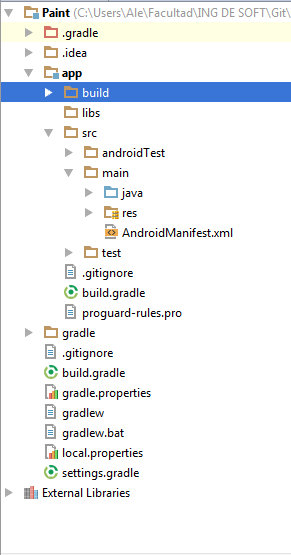 Paint (C:\Users\Ale\Facultad\ING DE SOFT\Git\
.gradle
.idea
app
build
libs
src
androidTest
main
java
res
AndroidManifest.xml
test
.gitignore
build.gradle
proguard-rules.pro
gradle
.gitignore
build.gradle
gradle.properties
gradlew
gradlew.bat
local.properties
settings.gradle
External Libraries